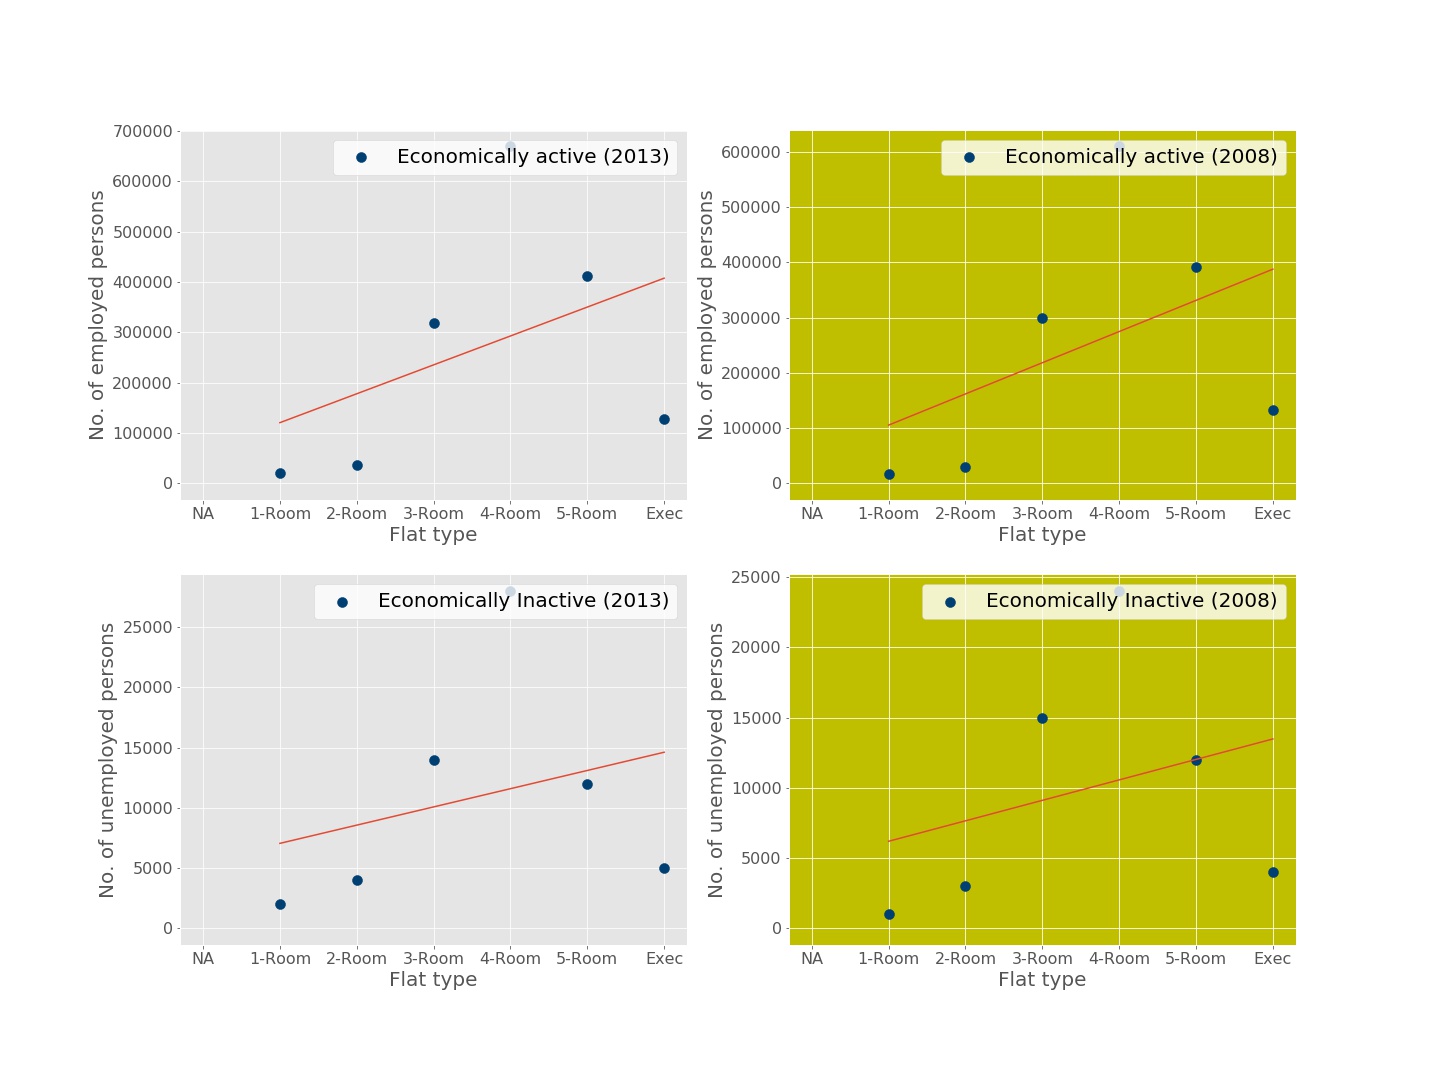 700000
600000
500000
400000
300000
200000
100000
0
No. of employed persons
Economically active (2013)
NA 1-Room 2-Room 3-Room 4-Room 5-Room Exec
Flat type
600000
500000
400000
300000
200000
100000
0
No. of employed persons
Economically active (2008)
NA 1-Room 2-Room 3-Room 4-Room 5-Room Exec
Flat type
25000
20000
15000
10000
5000
0
No. of unemployed persons
Economically Inactive (2013)
NA 1-Room 2-Room 3-Room 4-Room 5-Room Exec
Flat type
25000
20000
15000
10000
5000
0
No. of unemployed persons
Economically Inactive (2008)
NA 1-Room 2-Room 3-Room 4-Room 5-Room Exec
Flat type